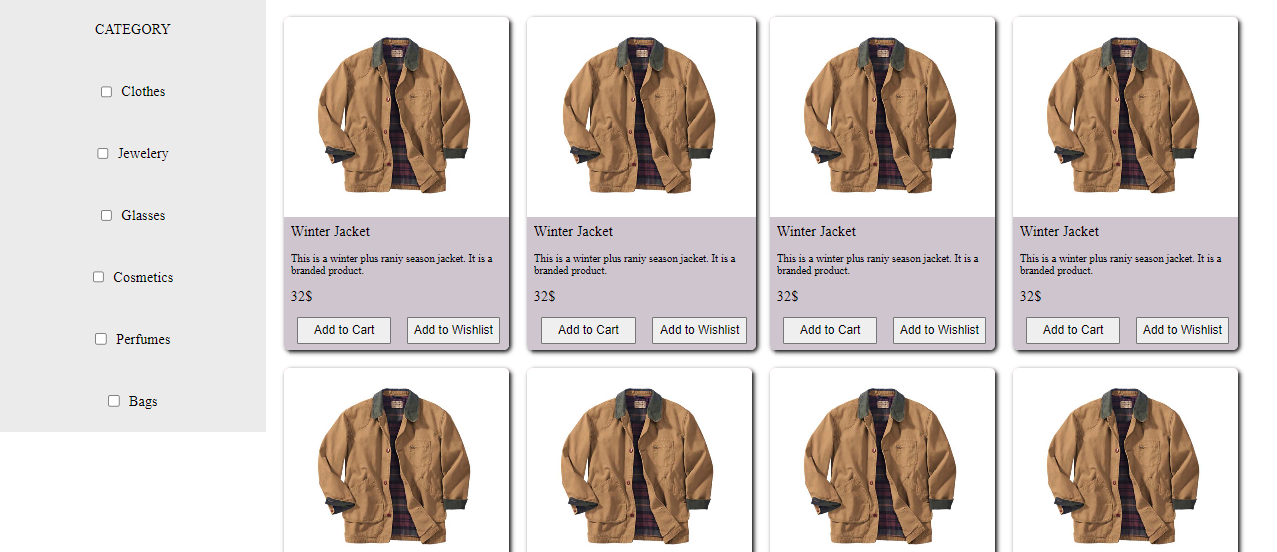 CATEGORY
Clothes
Jewelery
Glasses
Cosmetics
Perfumes
Bags
Winter Jacket
This is a winter plus raniy season jacket. It is a
branded product.
32$
Add to Cart
Add to Wishlist
Winter Jacket
This is a winter plus raniy season jacket. It is a
branded product.
32$
Add to Cart
Add to Wishlist
Winter Jacket
This is a winter plus raniy season jacket. It is a
branded product.
32$
Add to Cart
Add to Wishlist
Winter Jacket
This is a winter plus raniy season jacket. It is a
branded product.
32$
Add to Cart
Add to Wishlist